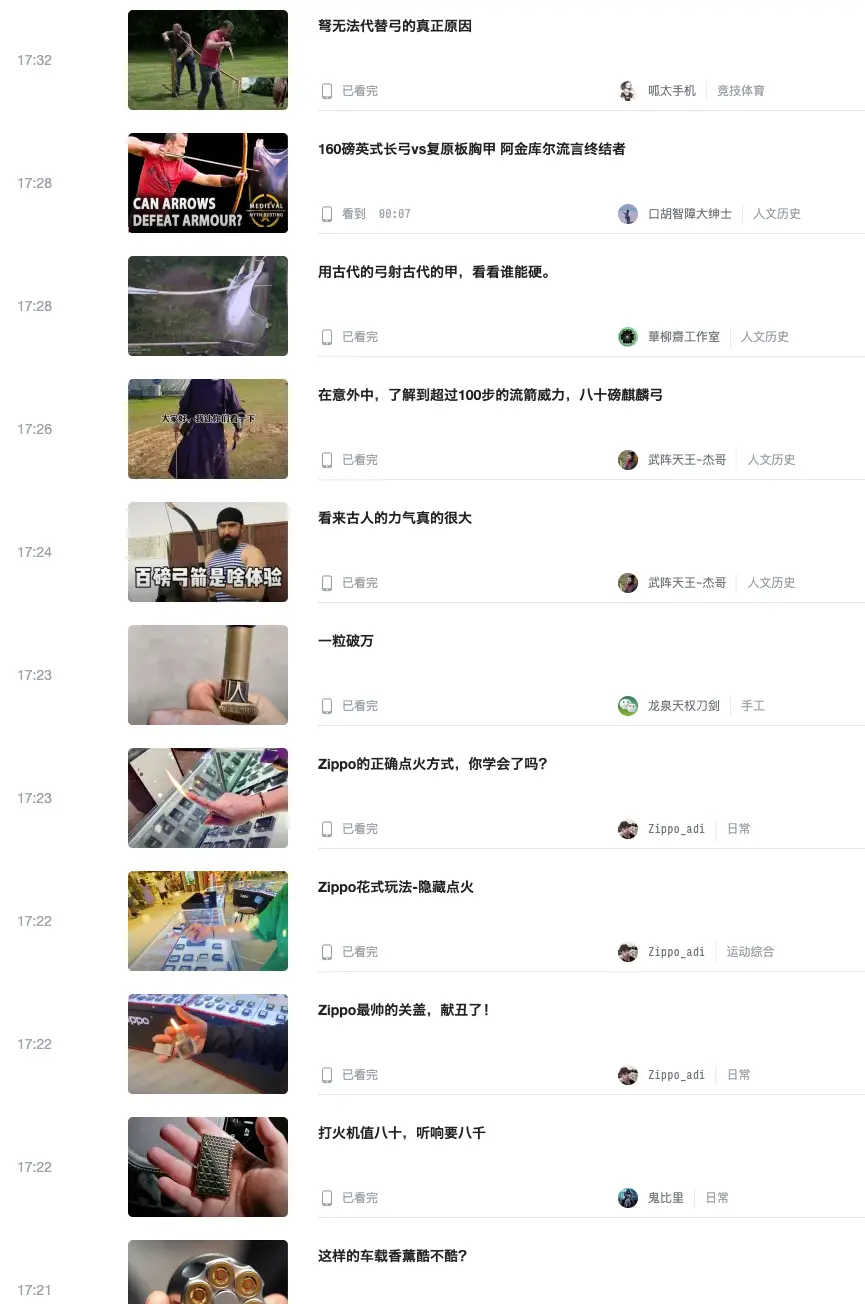 弩无法代替弓的真正原因
17:32
已看完
呱太手机
竞技体育
160磅英式长弓vs复原板胸甲 阿金库尔流言终结者
17:28
CAN ARROWS
DEFEAT ARMOUR?
MEDIEVAL
MYTH BUSTING
看到 00:07
口胡智障大绅士
人文历史
用古代的弓射古代的甲，看看谁能硬。
17:28
已看完
華柳齋工作室
人文历史
在意外中，了解到超过100步的流箭威力，八十磅麒麟弓
17:26
大家好，我让你们看一下
已看完
武阵天王-杰哥
人文历史
看来古人的力气真的很大
17:24
百磅弓箭是啥体验
已看完
武阵天王-杰哥
人文历史
一粒破万
17:23
已看完
龙泉天权刀剑
手工
Zippo的正确点火方式，你学会了吗？
17:23
已看完
Zippo_adi
日常
Zippo花式玩法-隐藏点火
17:22
已看完
Zippo_adi
运动综合
Zippo最帅的关盖，献丑了！
17:22
已看完
Zippo_adi
日常
打火机值八十，听响要八千
17:22
已看完
鬼比里
日常
这样的车载香薰酷不酷？
17:21